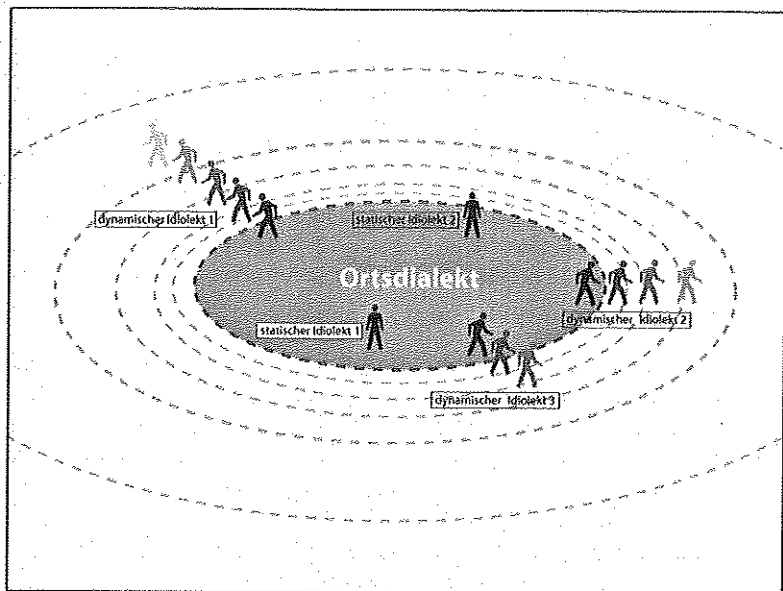 dynamischer Idiolekt 1
statischer Idiolekt 2
Ortsdialekt
statischer Idiolekt 1
dynamischer Idiolekt 2
dynamischer Idiolekt 3